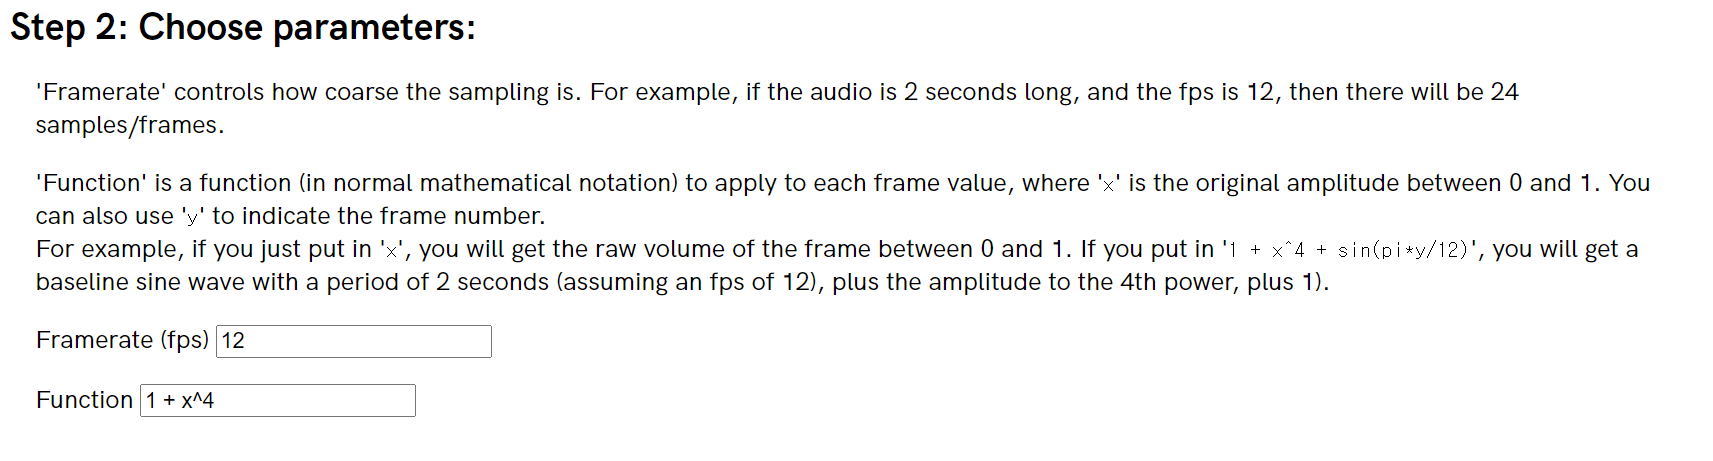 Step 2: Choose parameters:
'Framerate' controls how coarse the sampling is. For example, if the audio is 2 seconds long, and the fps is 12, then there will be 24
samples/frames.
'Function' is a function (in normal mathematical notation) to apply to each frame value, where 'x' is the original amplitude between 0 and 1. You
can also use 'y' to indicate the frame number.
For example, if you just put in 'x', you will get the raw volume of the frame between 0 and 1. If you put in '1 + x^4 + sin(pi*y/12)', you will get a
baseline sine wave with a period of 2 seconds (assuming an fps of 12), plus the amplitude to the 4th power, plus 1).
Framerate (fps) 12
Function 1 + x^4